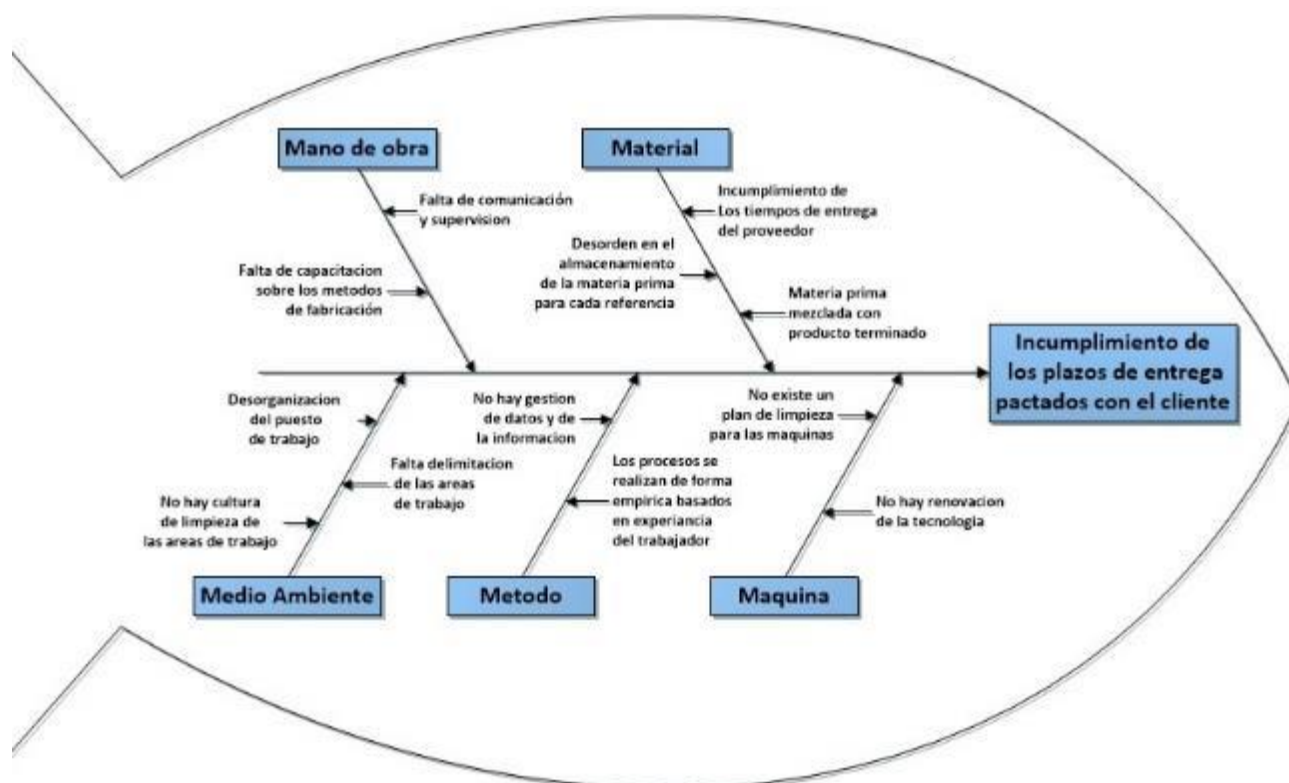 Mano de obra
Falta de comunicación
y supervision
Falta de capacitacion
sobre los metodos
de fabricación
Material
Incumplimiento de
Los tiempos de entrega
del proveedor
Desorden en el
almacenamiento
de la materia prima
para cada referencia
Materia prima
mezclada con
producto terminado
Incumplimiento de
los plazos de entrega
pactados con el cliente
Desorganizacion
del puesto
de trabajo
Falta delimitacion
de las areas
de trabajo
No hay cultura
de limpieza de
las areas de trabajo
Medio Ambiente
No hay gestion
de datos y de
la informacion
Los procesos se
realizan de forma
empírica basados
en experiancia
del trabajador
Metodo
No existe un
plan de limpieza
para las maquinas
No hay renovacion
de la tecnología
Maquina